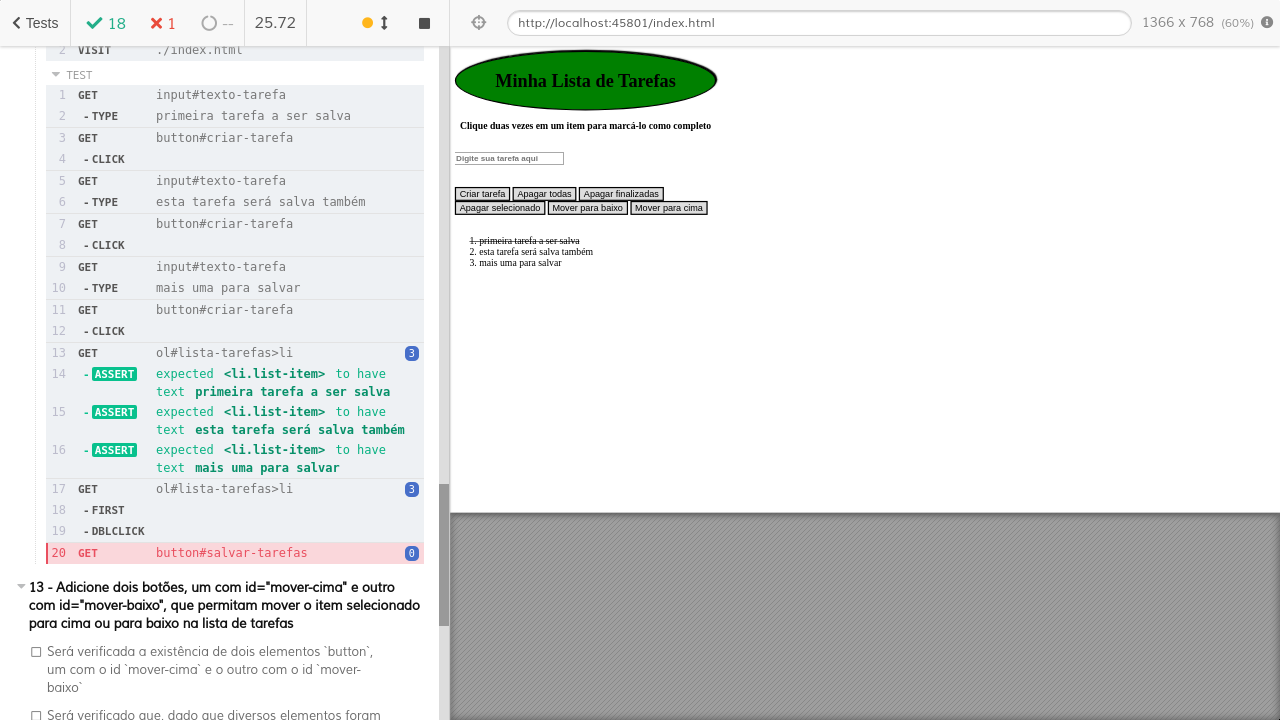 Tests
18
1
--
25.72
http://localhost:45801/index.html
1366 x 768 (60%)
2 VISIT ./index.html
TEST
1 GET input#texto-tarefa
2 - TYPE primeira tarefa a ser salva
3 GET button#criar-tarefa
4 - CLICK
5 GET input#texto-tarefa
6 - TYPE esta tarefa será salva também
7 GET button#criar-tarefa
8 - CLICK
9 GET input#texto-tarefa
10 - TYPE mais uma para salvar
11 GET button#criar-tarefa
12 - CLICK
13 GET ol#lista-tarefas>li 3
14 - ASSERT expected <li.list-item> to have
text primeira tarefa a ser salva
15 - ASSERT expected <li.list-item> to have
text esta tarefa será salva também
16 - ASSERT expected <li.list-item> to have
text mais uma para salvar
17 GET ol#lista-tarefas>li 3
18 - FIRST
19 - DBLCLICK
20 GET button#salvar-tarefas 0
13 - Adicione dois botões, um com id="mover-cima" e outro
com id="mover-baixo", que permitam mover o item selecionado
para cima ou para baixo na lista de tarefas
Será verificada a existência de dois elementos `button`,
um com o id `mover-cima` e o outro com o id `mover-
baixo`
Será verificado que, dado que diversos elementos foram
Minha Lista de Tarefas
Clique duas vezes em um item para marcá-lo como completo
Digite sua tarefa aqui
Criar tarefa Apagar todas Apagar finalizadas
Apagar selecionado Mover para baixo Mover para cima
1. primeira tarefa a ser salva
2. esta tarefa será salva também
3. mais uma para salvar